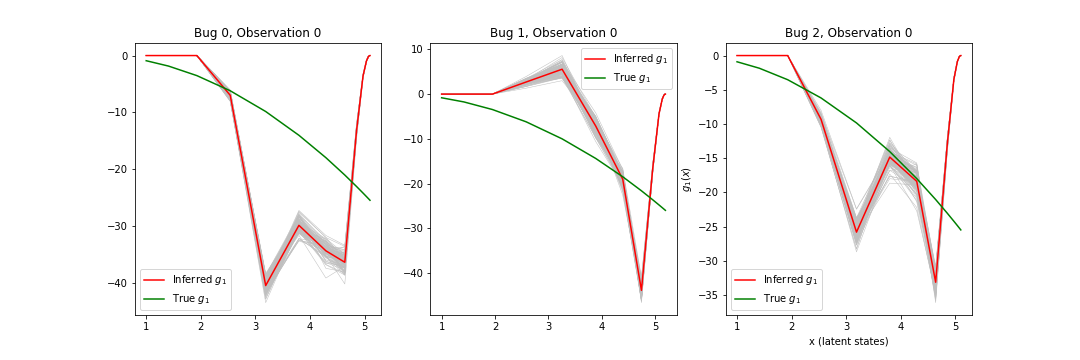 Bug 0, Observation 0
0
−10
−20
−30
−40
1 2 3 4 5
Inferred g₁
True g₁
Bug 1, Observation 0
10
0
−10
−20
−30
−40
1 2 3 4 5
Inferred g₁
True g₁
Bug 2, Observation 0
g₁(x)
0
−5
−10
−15
−20
−25
−30
−35
1 2 3 4 5
x (latent states)
Inferred g₁
True g₁